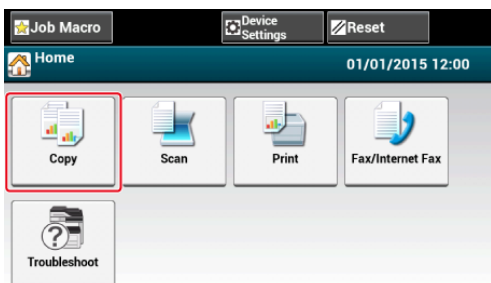 Job Macro
Device
Settings
Reset
Home
01/01/2015 12:00
Copy
Scan
Print
Fax/Internet Fax
?
Troubleshoot